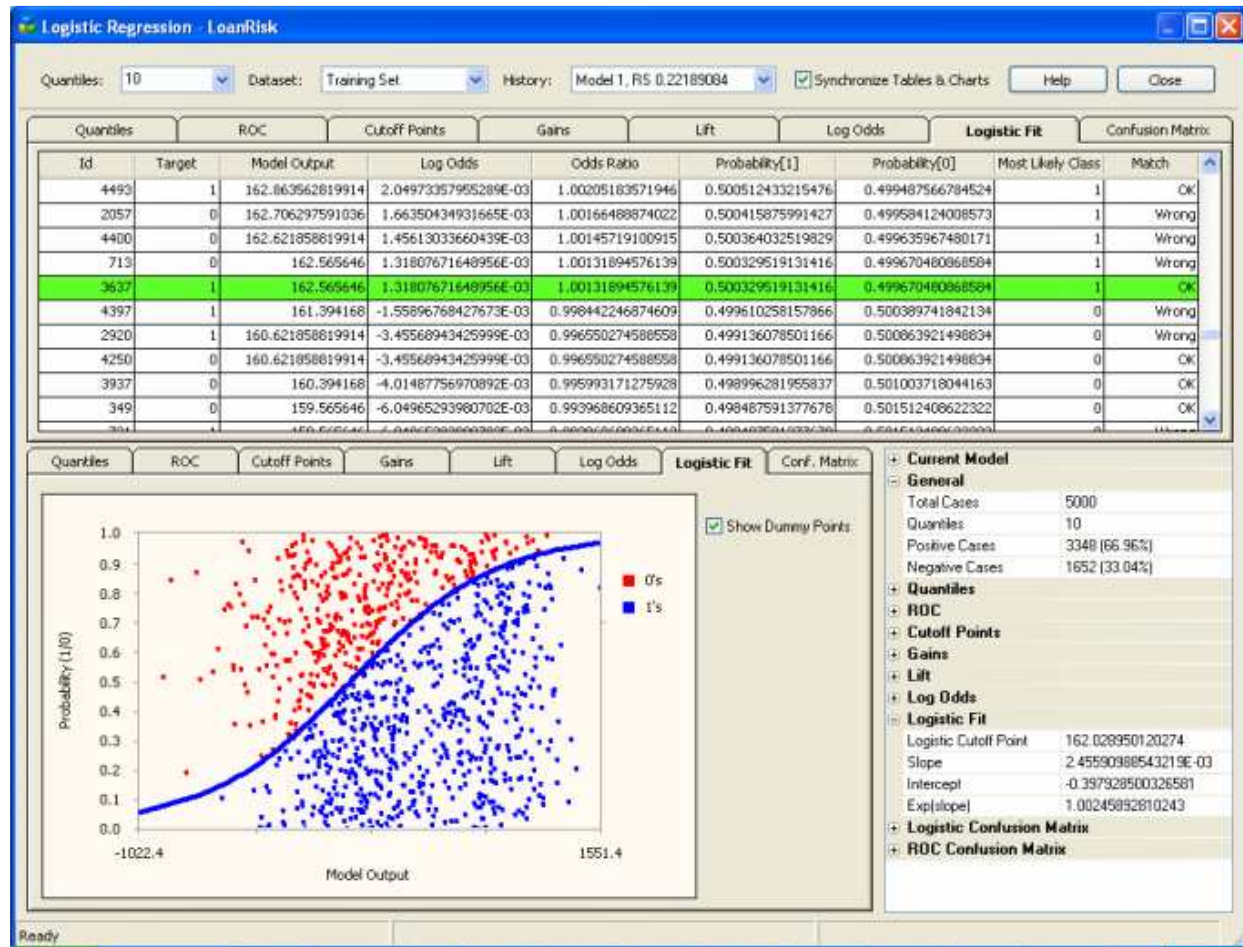 Logistic Regression - LoanRisk
Quantiles: 10 Dataset: Training Set History: Model 1, RS 0.22189084 Synchronize Tables & Charts Help Close
Quantiles ROC Cutoff Points Gains Lift Log Odds Logistic Fit Confusion Matrix
Id Target Model Output Log Odds Odds Ratio Probability[1] Probability[0] Most Likely Class Match
4493 1 162.863562819914 2.04973357955289E-03 1.00205183571946 0.500512433215476 0.499487566784524 1 OK
2057 0 162.706297591036 1.66350434931665E-03 1.00166488874022 0.500415875991427 0.499584124008573 1 Wrong
4400 0 162.621858819914 1.45613033660439E-03 1.00145719100915 0.500364032519829 0.499635967480171 1 Wrong
713 0 162.565646 1.31807671648956E-03 1.00131894576139 0.500329519131416 0.499670480868584 1 Wrong
3637 1 162.565646 1.31807671648956E-03 1.00131894576139 0.500329519131416 0.499670480868584 1 OK
4397 1 161.394168 -1.55896768427673E-03 0.998442246874609 0.499610258157866 0.500389741842134 0 Wrong
2920 1 160.621858819914 -3.45568943425999E-03 0.996550274588558 0.499136078501166 0.500863921498834 0 Wrong
4250 0 160.621858819914 -3.45568943425999E-03 0.996550274588558 0.499136078501166 0.500863921498834 0 OK
3937 0 160.394168 -4.01487756970892E-03 0.995993171275928 0.498996281955837 0.501003718044163 0 OK
349 0 159.565646 -6.04965293980702E-03 0.993968609365112 0.498487591377678 0.501512408622322 0 OK
Quantiles ROC Cutoff Points Gains Lift Log Odds Logistic Fit Conf. Matrix
Show Dummy Points
1.0
0.9
0.8
0.7
0.6
0.5
0.4
0.3
0.2
0.1
0.0
Probability (1/0)
-1022.4 1551.4
Model Output
0's
1's
Current Model
General
Total Cases 5000
Quantiles 10
Positive Cases 3348 (66.96%)
Negative Cases 1652 (33.04%)
Quantiles
ROC
Cutoff Points
Gains
Lift
Log Odds
Logistic Fit
Logistic Cutoff Point 162.028950120274
Slope 2.45590988543219E-03
Intercept -0.397928500326581
Exp(slope) 1.00245892810243
Logistic Confusion Matrix
ROC Confusion Matrix
Ready